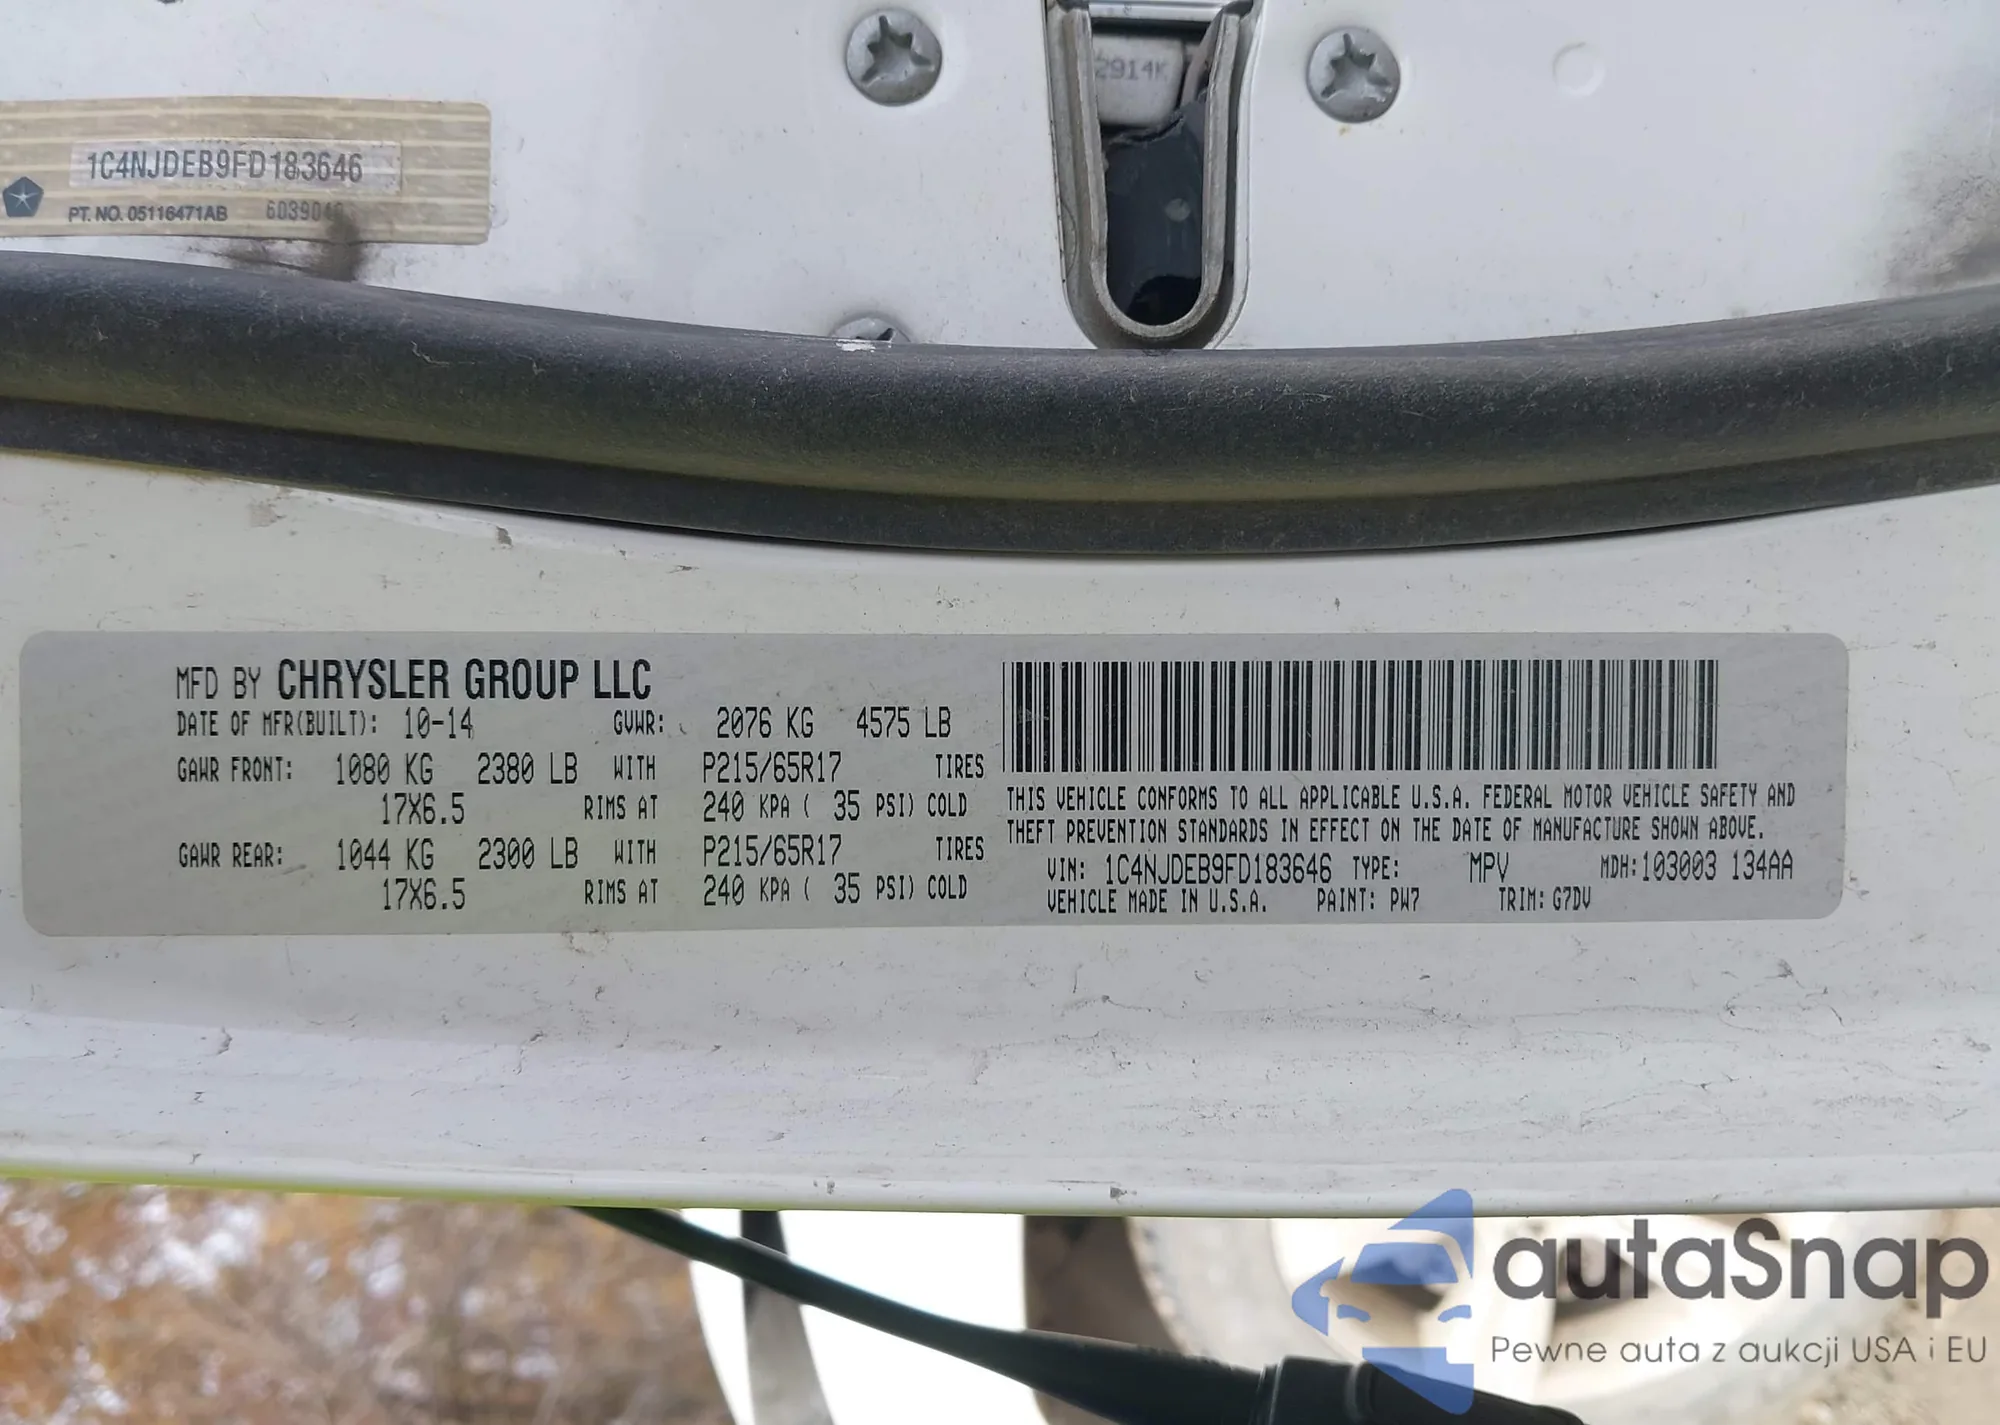 2914K
1C4NJDEB9FD183646
PT. NO. 05116471AB
MFD BY CHRYSLER GROUP LLC
DATE OF MFR(BUILT): 10-14 GVWR: 2076 KG 4575 LB
GAWR FRONT: 1080 KG 2380 LB WITH P215/65R17 TIRES
17X6.5 RIMS AT 240 KPA ( 35 PSI) COLD
GAWR REAR: 1044 KG 2300 LB WITH P215/65R17 TIRES
17X6.5 RIMS AT 240 KPA ( 35 PSI) COLD
THIS VEHICLE CONFORMS TO ALL APPLICABLE U.S.A. FEDERAL MOTOR VEHICLE SAFETY AND
THEFT PREVENTION STANDARDS IN EFFECT ON THE DATE OF MANUFACTURE SHOWN ABOVE.
VIN: 1C4NJDEB9FD183646 TYPE: MPV MDH:103003 134AA
VEHICLE MADE IN U.S.A. PAINT: PW7 TRIM: G7DV
autaSnap
Pewne auta z aukcji USA i EU